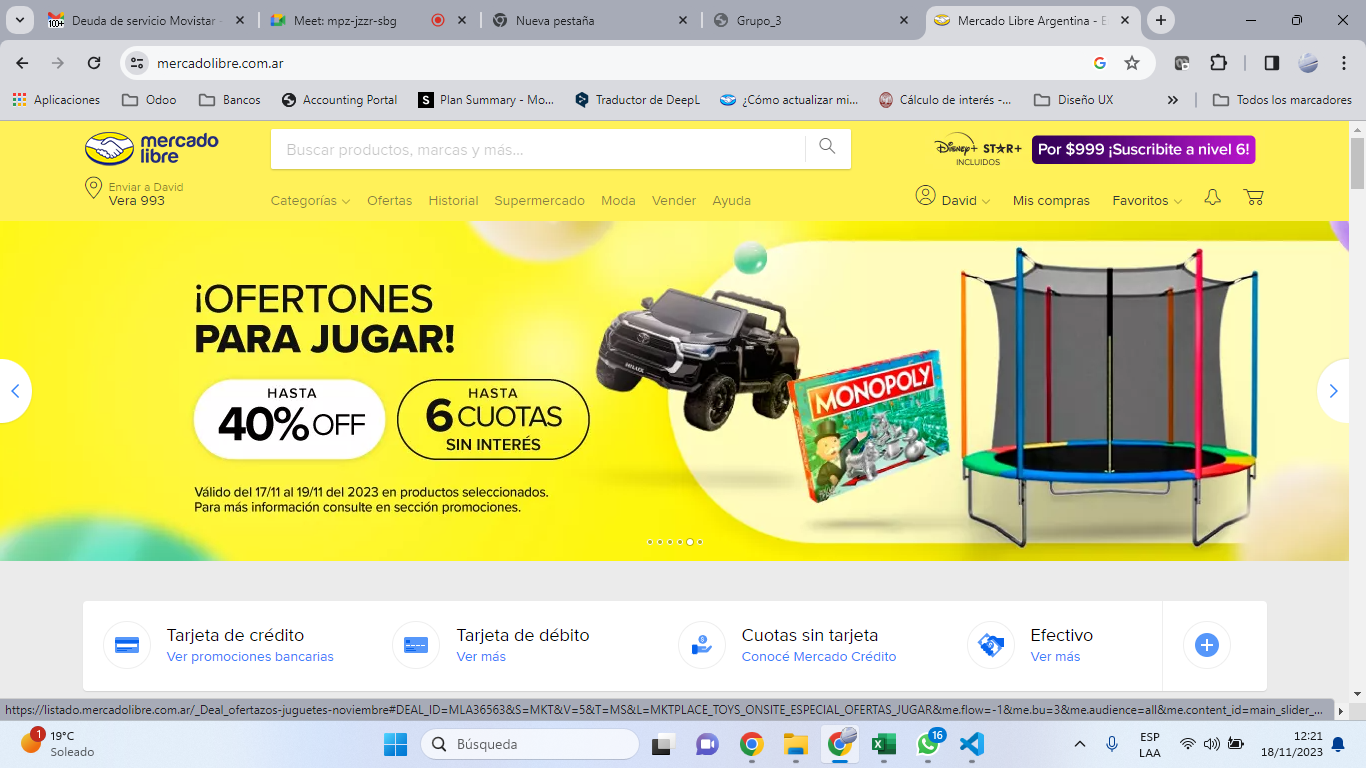 10+
Deuda de servicio Movistar
Meet: mpz-jzzr-sbg
Nueva pestaña
Grupo_3
Mercado Libre Argentina - E
mercadolibre.com.ar
Aplicaciones
Odoo
Bancos
Accounting Portal
Plan Summary - Mo...
Traductor de DeepL
¿Cómo actualizar mi...
Cálculo de interés -...
Diseño UX
Todos los marcadores
mercado
libre
Buscar productos, marcas y más...
Disney+ STAR+
INCLUIDOS
Por $999 ¡Suscribite a nivel 6!
Enviar a David
Vera 993
Categorías
Ofertas
Historial
Supermercado
Moda
Vender
Ayuda
David
Mis compras
Favoritos
¡OFERTONES
PARA JUGAR!
HASTA
40% OFF
HASTA
6 CUOTAS
SIN INTERÉS
Válido del 17/11 al 19/11 del 2023 en productos seleccionados.
Para más información consulte en sección promociones.
HILUX
MONOPOLY
Tarjeta de crédito
Ver promociones bancarias
Tarjeta de débito
Ver más
Cuotas sin tarjeta
Conocé Mercado Crédito
Efectivo
Ver más
https://listado.mercadolibre.com.ar/_Deal_ofertazos-juguetes-noviembre#DEAL_ID=MLA36563&S=MKT&V=5&T=MS&L=MKTPLACE_TOYS_ONSITE_ESPECIAL_OFERTAS_JUGAR&me.flow=-1&me.bu=3&me.audience=all&me.content_id=main_slider_...
1
19°C
Soleado
Búsqueda
16
ESP
LAA
12:21
18/11/2023